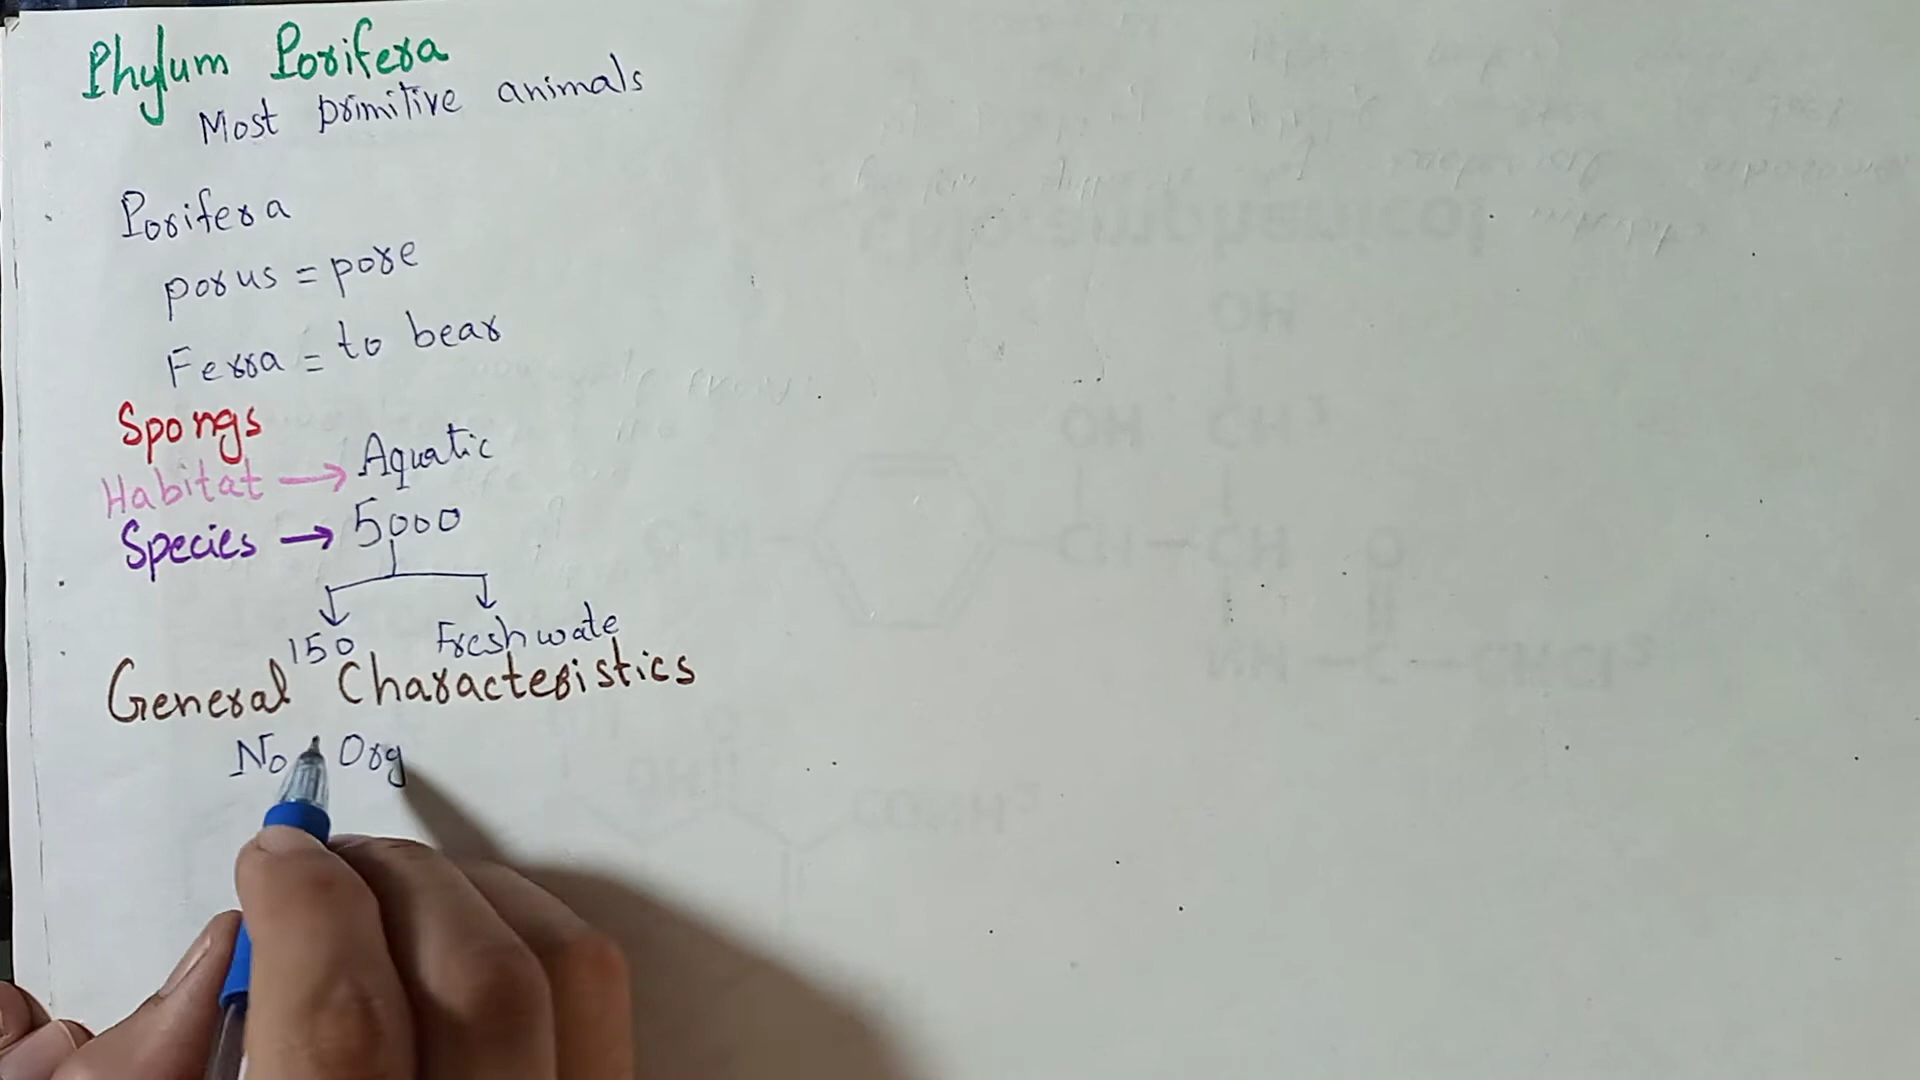 Phylum Porifera
Most primitive animals
Porifera
porus = pore
Ferra = to bear
Spongs
Habitat → Aquatic
Species → 5000
150 Freshwate
General Characteristics
No Org